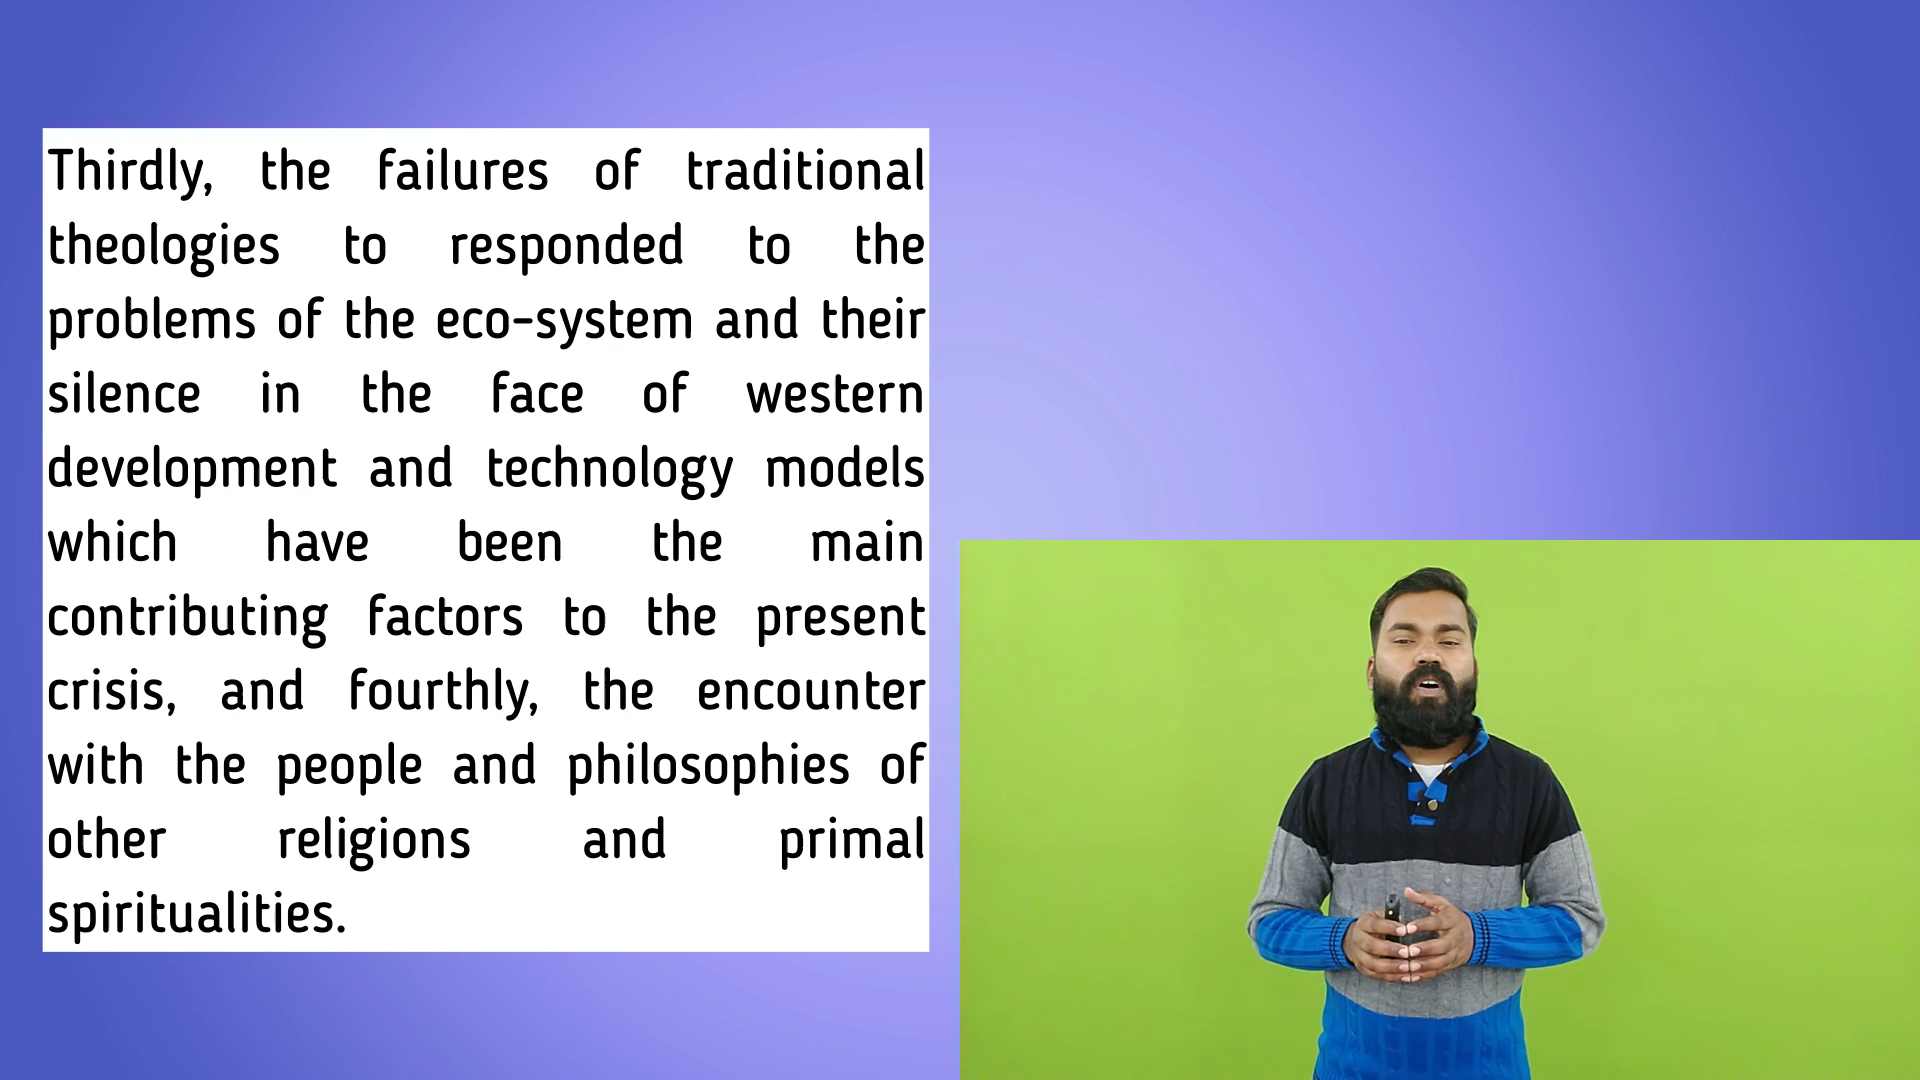 Thirdly, the failures of traditional
theologies to responded to the
problems of the eco-system and their
silence in the face of western
development and technology models
which have been the main
contributing factors to the present
crisis, and fourthly, the encounter
with the people and philosophies of
other religions and primal
spiritualities.